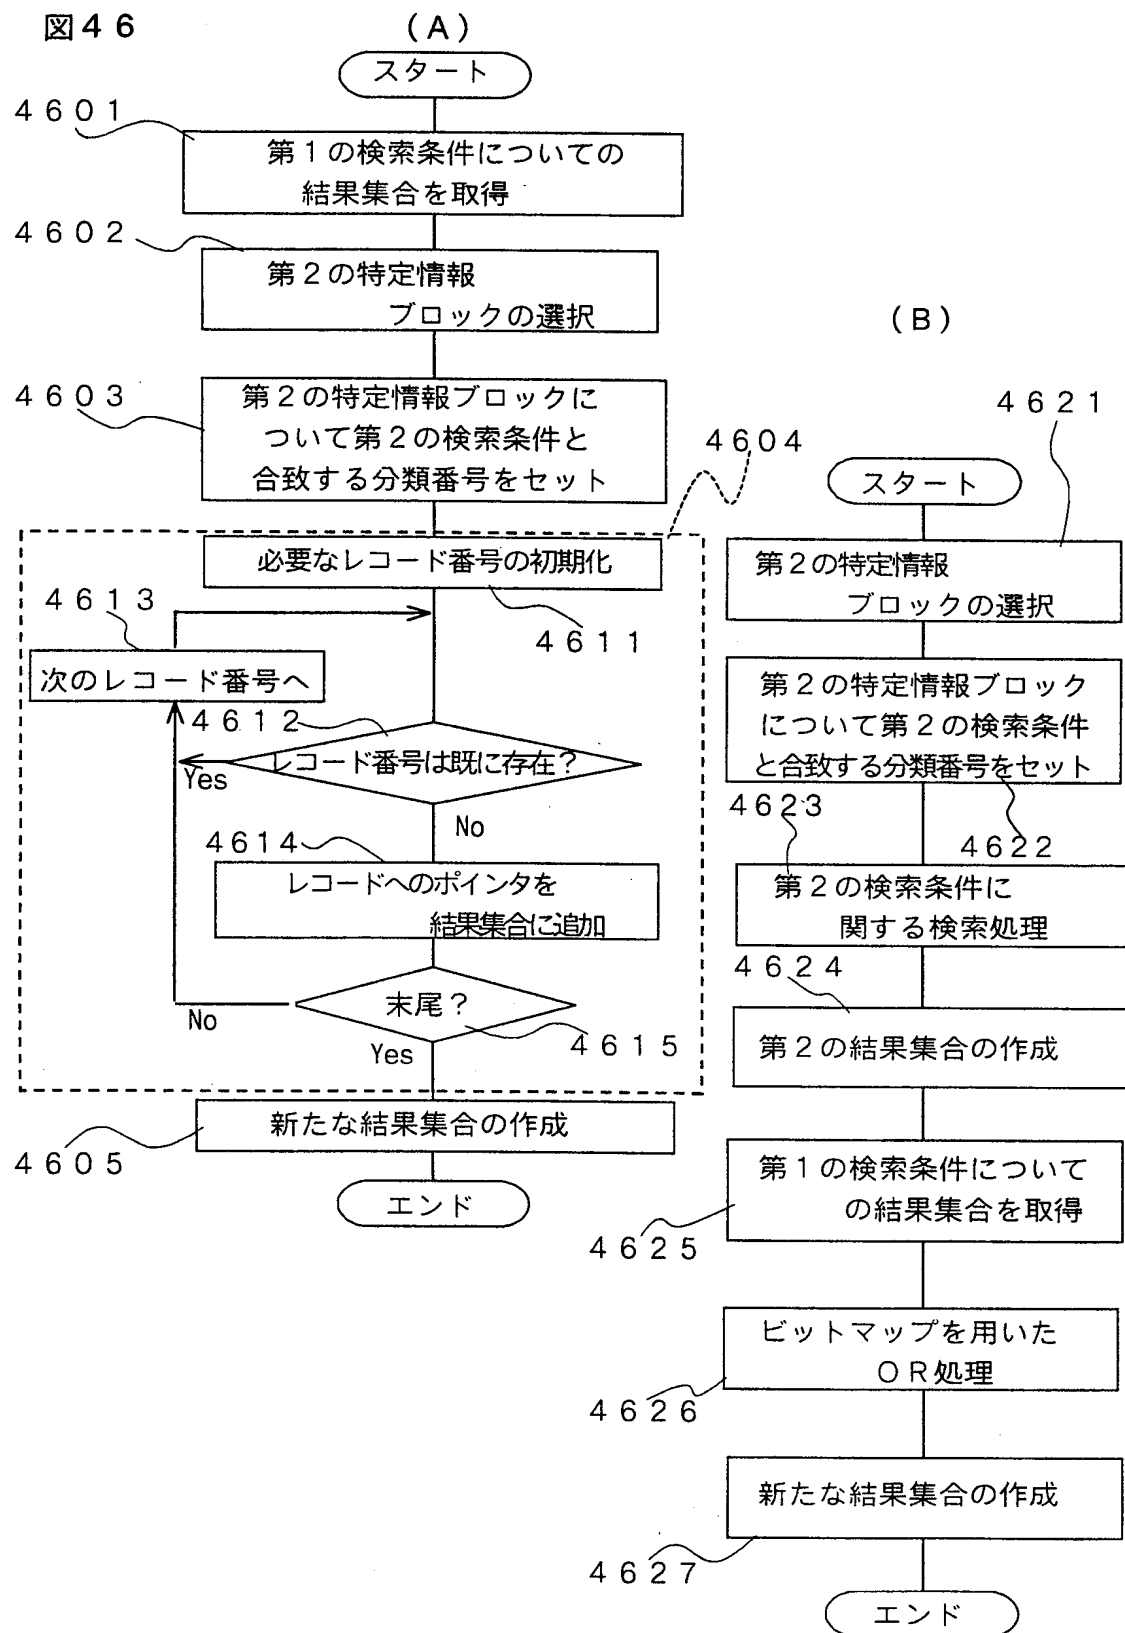 図46
(A)
スタート
4601
第1の検索条件についての
結果集合を取得
4602
第2の特定情報
ブロックの選択
4603
第2の特定情報ブロックに
ついて第2の検索条件と
合致する分類番号をセット
4604
必要なレコード番号の初期化
4611
4613
次のレコード番号へ
4612
レコード番号は既に存在?
Yes
No
4614
レコードへのポインタを
結果集合に追加
末尾?
No
Yes
4615
新たな結果集合の作成
4605
エンド
(B)
4621
スタート
第2の特定情報
ブロックの選択
第2の特定情報ブロック
について第2の検索条件
と合致する分類番号をセット
4622
4623
第2の検索条件に
関する検索処理
4624
第2の結果集合の作成
第1の検索条件について
の結果集合を取得
4625
ビットマップを用いた
OR処理
4626
新たな結果集合の作成
4627
エンド